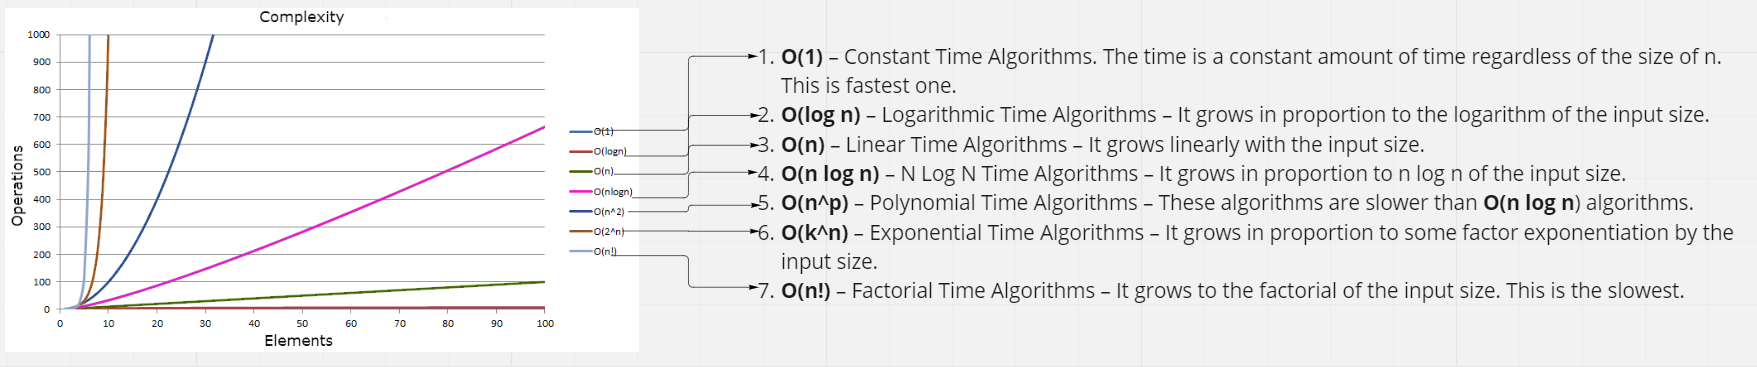 Complexity
1000
900
800
700
600
500
400
300
200
100
0
Operations
0 10 20 30 40 50 60 70 80 90 100
Elements
O(1)
O(logn)
O(n)
O(nlogn)
O(n^2)
O(2^n)
O(n!)
1. O(1) – Constant Time Algorithms. The time is a constant amount of time regardless of the size of n.
This is fastest one.
2. O(log n) – Logarithmic Time Algorithms – It grows in proportion to the logarithm of the input size.
3. O(n) – Linear Time Algorithms – It grows linearly with the input size.
4. O(n log n) – N Log N Time Algorithms – It grows in proportion to n log n of the input size.
5. O(n^p) – Polynomial Time Algorithms – These algorithms are slower than O(n log n) algorithms.
6. O(k^n) – Exponential Time Algorithms – It grows in proportion to some factor exponentiation by the
input size.
7. O(n!) – Factorial Time Algorithms – It grows to the factorial of the input size. This is the slowest.